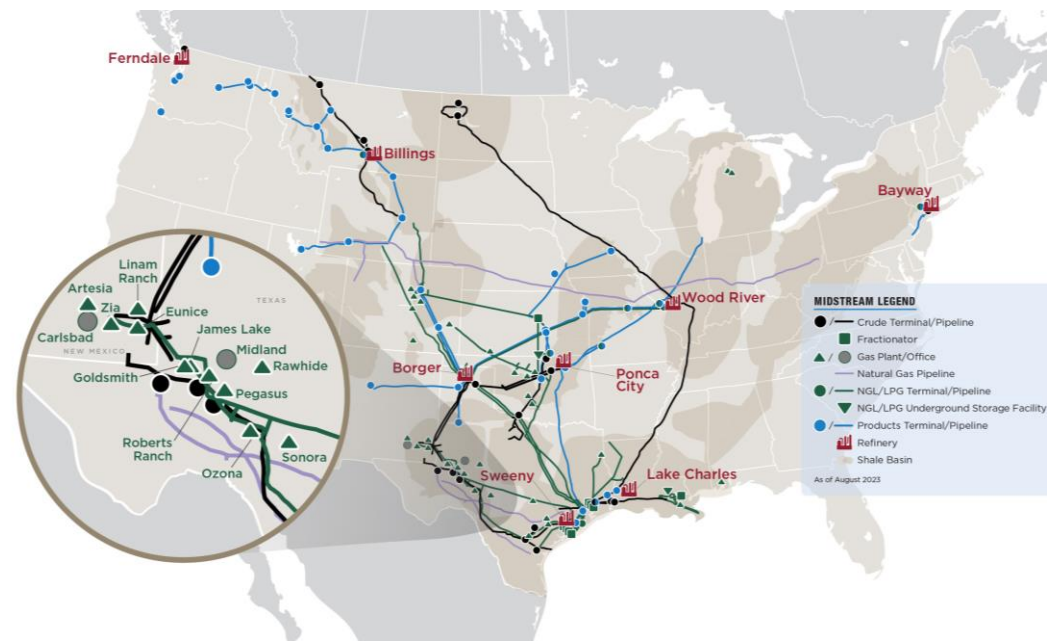 Ferndale
Billings
Bayway
Wood River
Borger
Ponca
City
Sweeny
Lake Charles
TEXAS
NEW MEXICO
Linam
Ranch
Artesia
Zia
Eunice
Carlsbad
James Lake
Midland
Rawhide
Goldsmith
Pegasus
Roberts
Ranch
Ozona
Sonora
MIDSTREAM LEGEND
/ Crude Terminal/Pipeline
Fractionator
/ Gas Plant/Office
Natural Gas Pipeline
/ NGL/LPG Terminal/Pipeline
NGL/LPG Underground Storage Facility
/ Products Terminal/Pipeline
Refinery
Shale Basin
As of August 2023